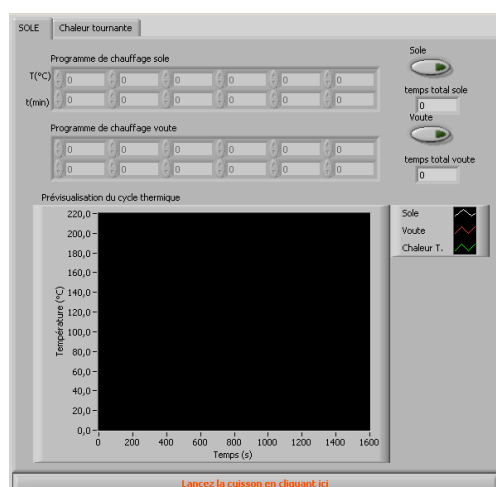 SOLE Chaleur tournante
Programme de chauffage sole
Sole
T(°C) 0 0 0 0 0 0
t(min) 0 0 0 0 0 0
temps total sole
0
Voute
Programme de chauffage voute
0 0 0 0 0 0
0 0 0 0 0 0
temps total voute
0
Prévisualisation du cycle thermique
Sole
Voute
Chaleur T.
Température (°C)
220,0
200,0
180,0
160,0
140,0
120,0
100,0
80,0
60,0
40,0
20,0
0,0
0 200 400 600 800 1000 1200 1400 1600
Temps (s)
Lancez la cuisson en cliquant ici